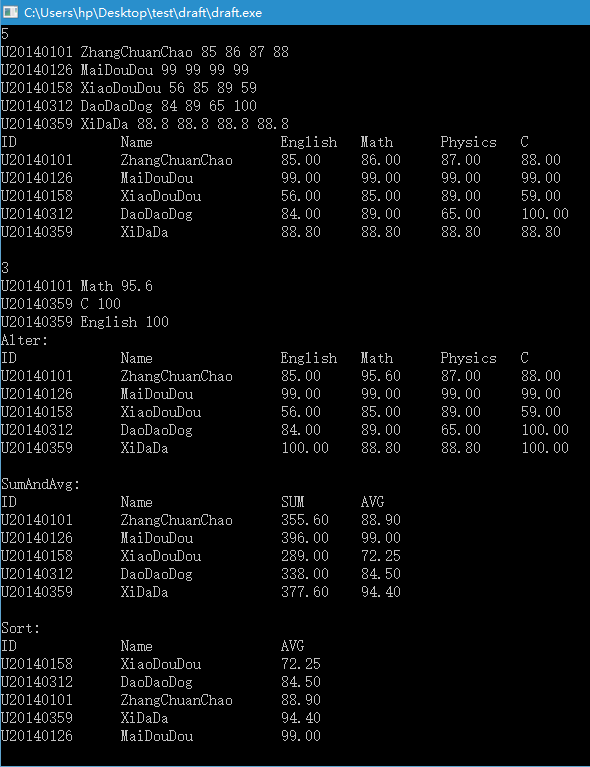 C:\Users\hp\Desktop\test\draft\draft.exe
5
U20140101 ZhangChuanChao 85 86 87 88
U20140126 MaiDouDou 99 99 99 99
U20140158 XiaoDouDou 56 85 89 59
U20140312 DaoDaoDog 84 89 65 100
U20140359 XiDaDa 88.8 88.8 88.8 88.8
ID Name English Math Physics C
U20140101 ZhangChuanChao 85.00 86.00 87.00 88.00
U20140126 MaiDouDou 99.00 99.00 99.00 99.00
U20140158 XiaoDouDou 56.00 85.00 89.00 59.00
U20140312 DaoDaoDog 84.00 89.00 65.00 100.00
U20140359 XiDaDa 88.80 88.80 88.80 88.80
3
U20140101 Math 95.6
U20140359 C 100
U20140359 English 100
Alter:
ID Name English Math Physics C
U20140101 ZhangChuanChao 85.00 95.60 87.00 88.00
U20140126 MaiDouDou 99.00 99.00 99.00 99.00
U20140158 XiaoDouDou 56.00 85.00 89.00 59.00
U20140312 DaoDaoDog 84.00 89.00 65.00 100.00
U20140359 XiDaDa 100.00 88.80 88.80 100.00
SumAndAvg:
ID Name SUM AVG
U20140101 ZhangChuanChao 355.60 88.90
U20140126 MaiDouDou 396.00 99.00
U20140158 XiaoDouDou 289.00 72.25
U20140312 DaoDaoDog 338.00 84.50
U20140359 XiDaDa 377.60 94.40
Sort:
ID Name AVG
U20140158 XiaoDouDou 72.25
U20140312 DaoDaoDog 84.50
U20140101 ZhangChuanChao 88.90
U20140359 XiDaDa 94.40
U20140126 MaiDouDou 99.00